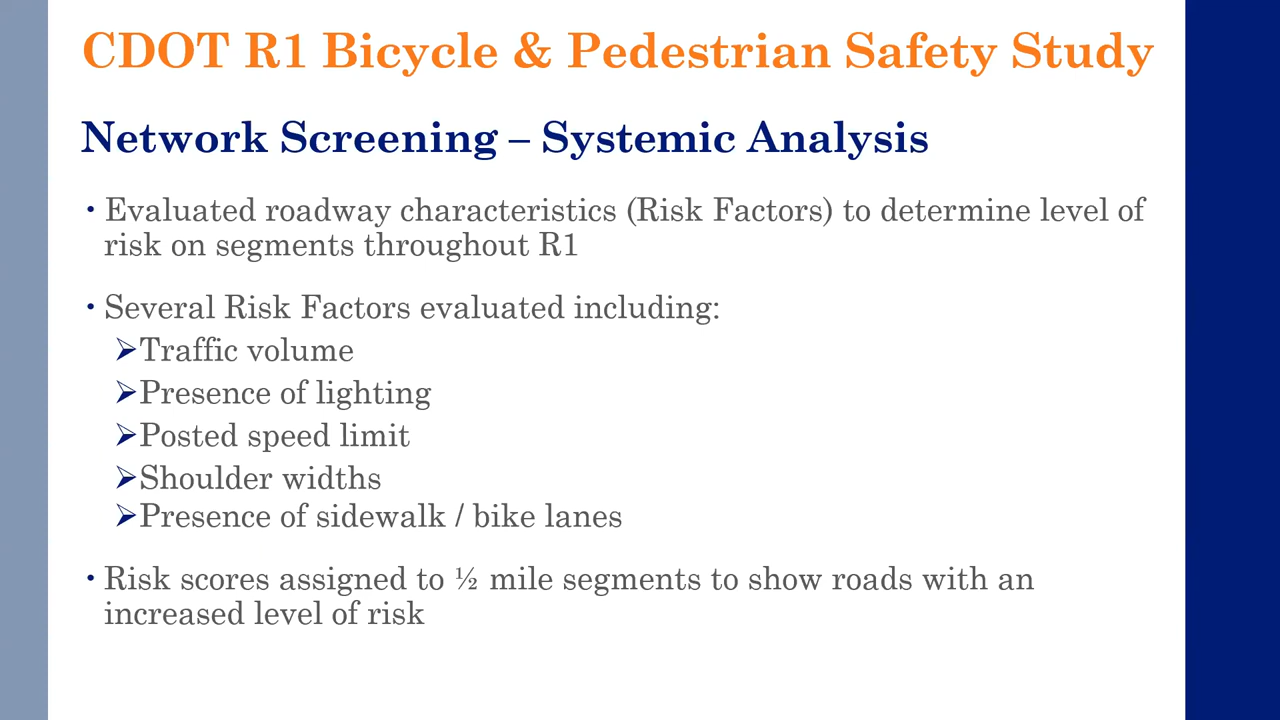 CDOT R1 Bicycle & Pedestrian Safety Study
Network Screening – Systemic Analysis
• Evaluated roadway characteristics (Risk Factors) to determine level of
risk on segments throughout R1
• Several Risk Factors evaluated including:
➢Traffic volume
➢Presence of lighting
➢Posted speed limit
➢Shoulder widths
➢Presence of sidewalk / bike lanes
• Risk scores assigned to ½ mile segments to show roads with an
increased level of risk